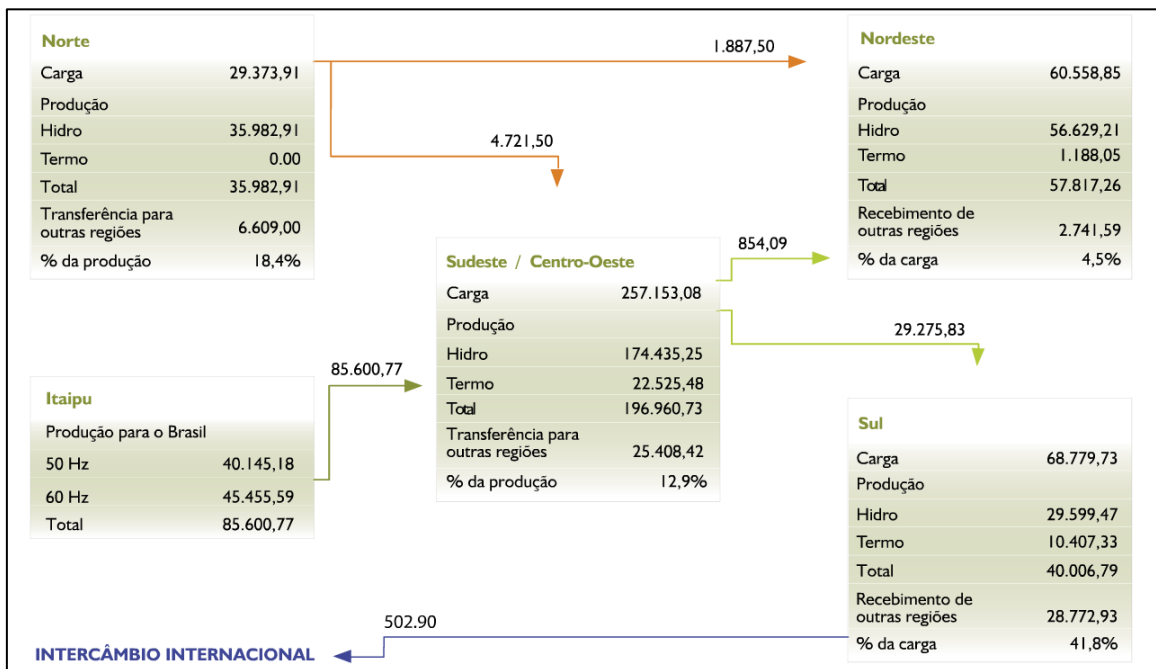 Norte
Carga 29.373,91
Produção
Hidro 35.982,91
Termo 0.00
Total 35.982,91
Transferência para
outras regiões 6.609,00
% da produção 18,4%
1.887,50
4.721,50
Nordeste
Carga 60.558,85
Produção
Hidro 56.629,21
Termo 1.188,05
Total 57.817,26
Recebimento de
outras regiões 2.741,59
% da carga 4,5%
Sudeste / Centro-Oeste
Carga 257.153,08
Produção
Hidro 174.435,25
Termo 22.525,48
Total 196.960,73
Transferência para
outras regiões 25.408,42
% da produção 12,9%
854,09
29.275,83
85.600,77
Itaipu
Produção para o Brasil
50 Hz 40.145,18
60 Hz 45.455,59
Total 85.600,77
Sul
Carga 68.779,73
Produção
Hidro 29.599,47
Termo 10.407,33
Total 40.006,79
Recebimento de
outras regiões 28.772,93
% da carga 41,8%
502.90
INTERCÂMBIO INTERNACIONAL